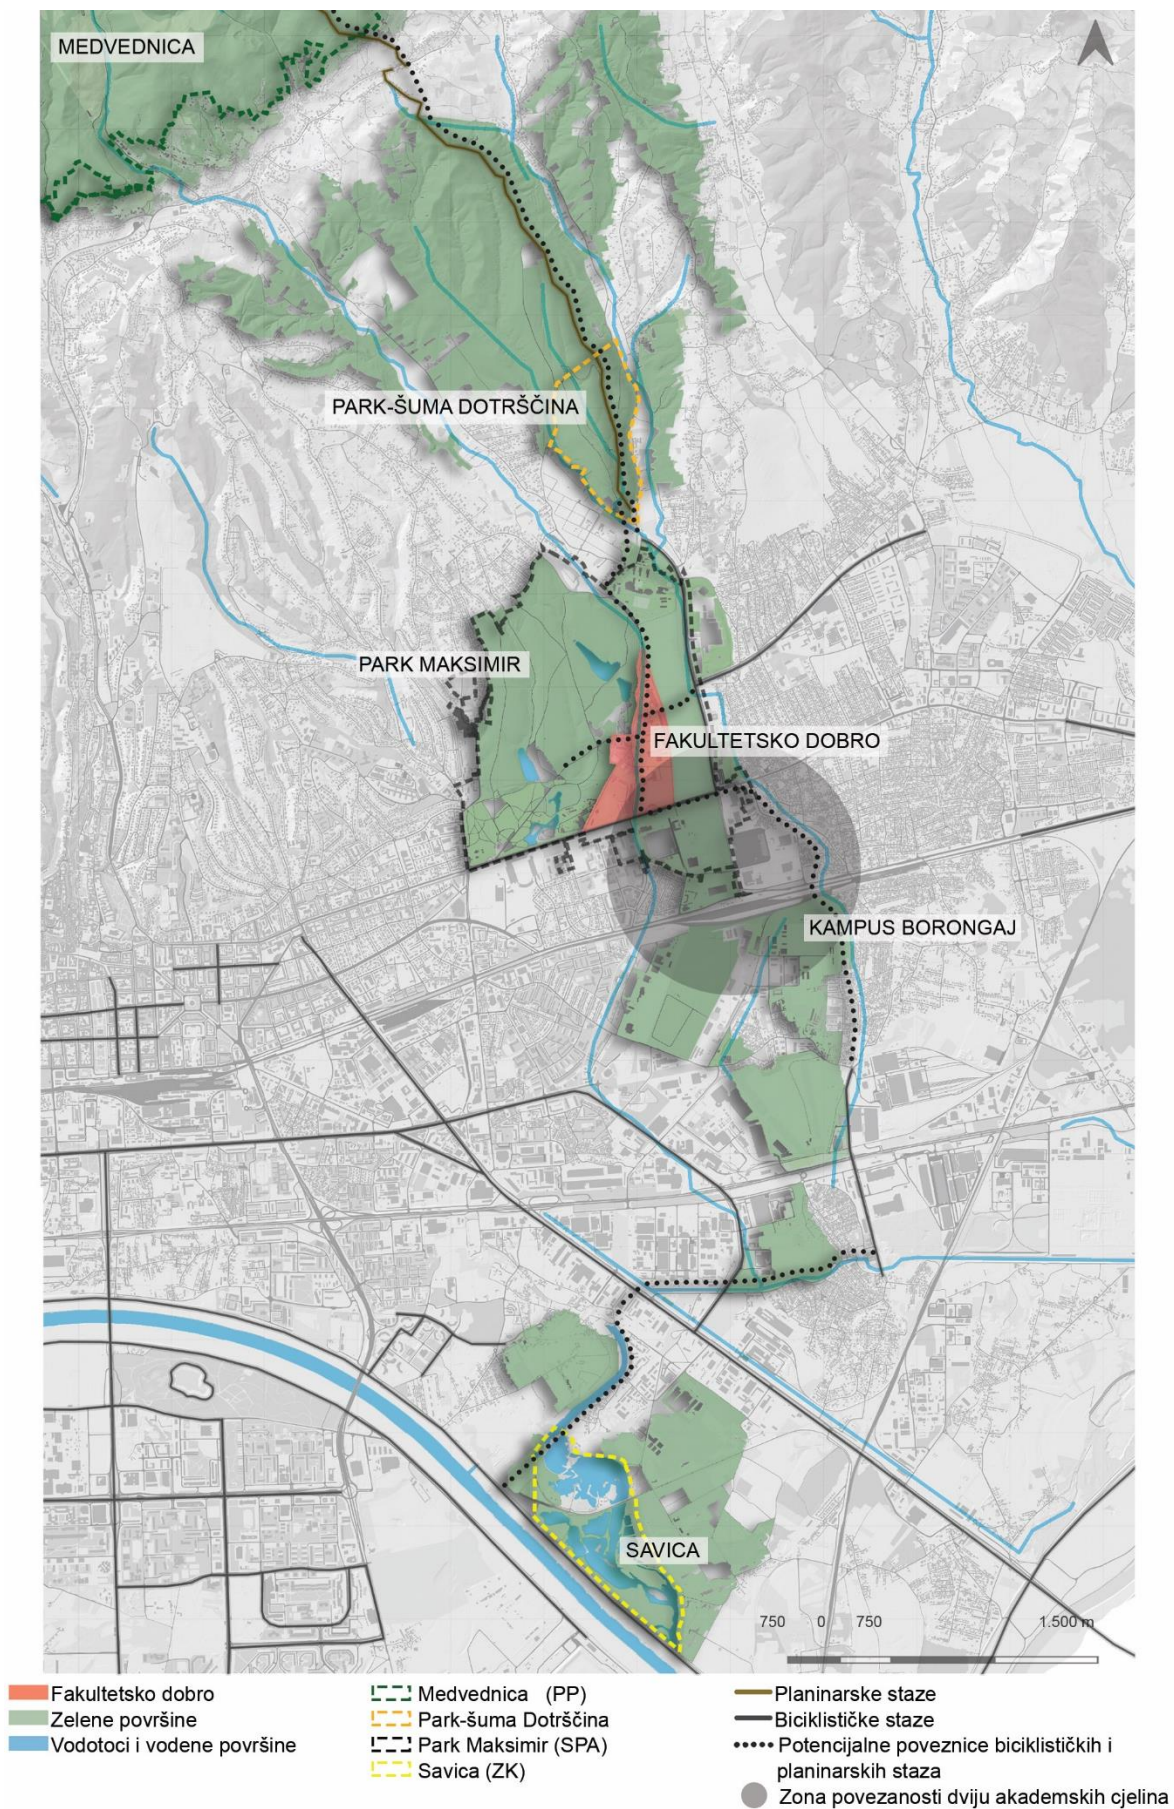 MEDVEDNICA
PARK-ŠUMA DOTRŠČINA
PARK MAKSIMIR
FAKULTETSKO DOBRO
KAMPUS BORONGAJ
SAVICA
750 0 750 1.500 m
Fakultetsko dobro
Zelene površine
Vodotoci i vodene površine
Medvednica (PP)
Park-šuma Dotrščina
Park Maksimir (SPA)
Savica (ZK)
Planinarske staze
Biciklističke staze
Potencijalne poveznice biciklističkih i
planinarskih staza
Zona povezanosti dviju akademskih cjelina